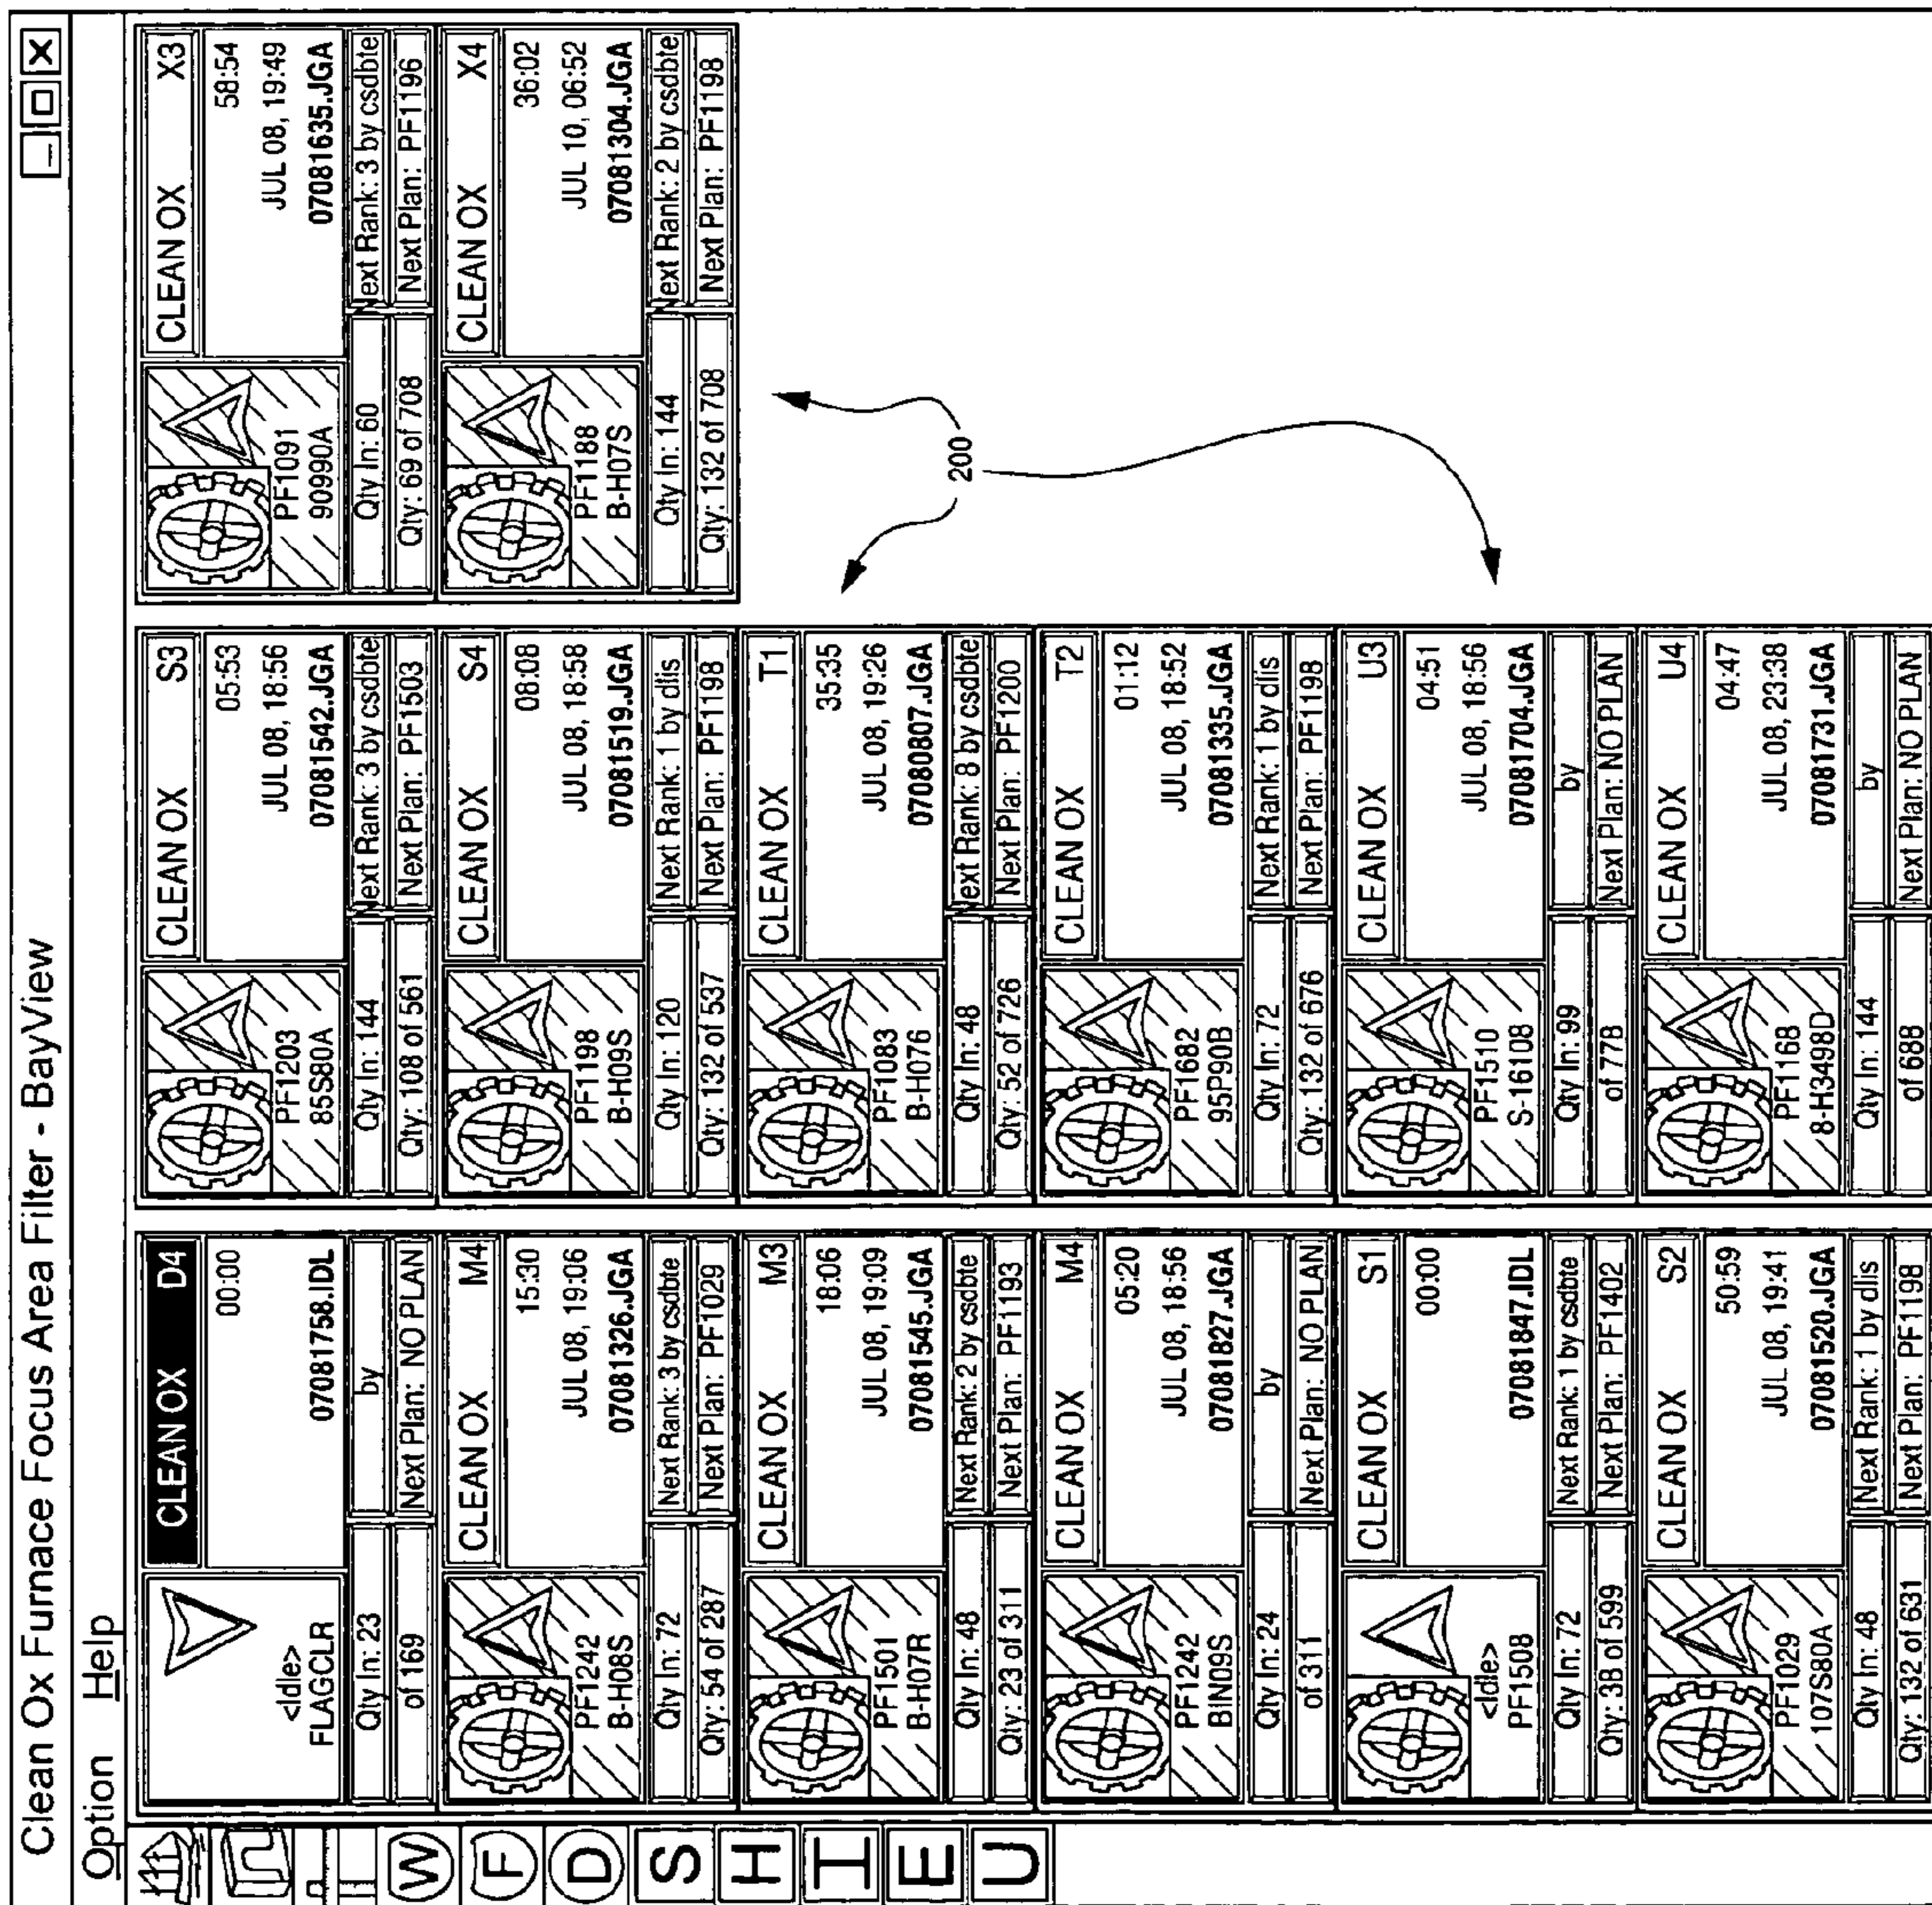 Clean Ox Furnace Focus Area Filter - BayView
Option Help
W
F
D
S
H
I
E
U
CLEAN OX D4
00:00
<Idle>
FLAGCLR
07081758.IDL
Qty In: 23
by
of 169
Next Plan: NO PLAN
CLEAN OX M4
15:30
PF1242
JUL 08, 19:06
B-H08S
07081326.JGA
Qty In: 72
Next Rank: 3 by csdbte
Qty: 54 of 287
Next Plan: PF1029
CLEAN OX M3
18:06
PF1501
JUL 08, 19:09
B-H07R
07081545.JGA
Qty In: 48
Next Rank: 2 by csdbte
Qty: 23 of 311
Next Plan: PF1193
CLEAN OX M4
05:20
PF1242
JUL 08, 18:56
BIN09S
07081827.JGA
Qty In: 24
by
of 311
Next Plan: NO PLAN
CLEAN OX S1
00:00
<Idle>
PF1508
07081847.IDL
Qty In: 72
Next Rank: 1 by csdbte
Qty: 38 of 599
Next Plan: PF1402
CLEAN OX S2
50:59
PF1029
JUL 08, 19:41
107S80A
07081520.JGA
Qty In: 48
Next Rank: 1 by dlis
Qty: 132 of 631
Next Plan: PF1198
CLEAN OX S3
05:53
PF1203
JUL 08, 18:56
85S80A
07081542.JGA
Qty In: 144
Next Rank: 3 by csdbte
Qty: 108 of 561
Next Plan: PF1503
CLEAN OX S4
08:08
PF1198
JUL 08, 18:58
B-H09S
07081519.JGA
Qty In: 120
Next Rank: 1 by dlis
Qty: 132 of 537
Next Plan: PF1198
CLEAN OX T1
35:35
PF1083
JUL 08, 19:26
B-H076
07080807.JGA
Qty In: 48
Next Rank: 8 by csdbte
Qty: 52 of 726
Next Plan: PF1200
CLEAN OX T2
01:12
PF1682
JUL 08, 18:52
95P90B
07081335.JGA
Qty In: 72
Next Rank: 1 by dlis
Qty: 132 of 676
Next Plan: PF1198
CLEAN OX U3
04:51
PF1510
JUL 08, 18:56
S-16108
07081704.JGA
Qty In: 99
by
of 778
Next Plan: NO PLAN
CLEAN OX U4
04:47
PF1168
JUL 08, 23:38
8-H3498D
07081731.JGA
Qty In: 144
by
of 688
Next Plan: NO PLAN
CLEAN OX X3
58:54
PF1091
JUL 08, 19:49
90990A
07081635.JGA
Qty In: 60
Next Rank: 3 by csdbte
Qty: 69 of 708
Next Plan: PF1196
CLEAN OX X4
36:02
PF1188
JUL 10, 06:52
B-H07S
07081304.JGA
Qty In: 144
Next Rank: 2 by csdbte
Qty: 132 of 708
Next Plan: PF1198
200